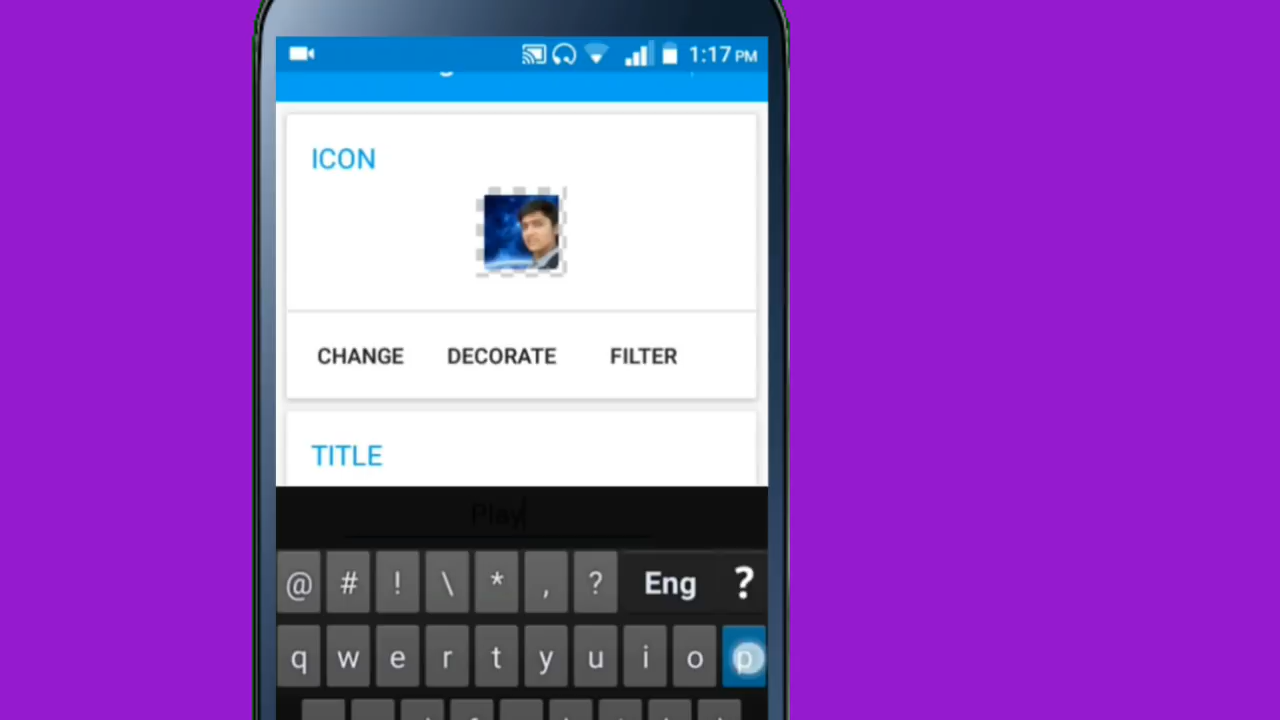 1:17 PM
ICON
CHANGE DECORATE FILTER
TITLE
Play
@ # ! \ * , ? Eng ?
q w e r t y u i o p